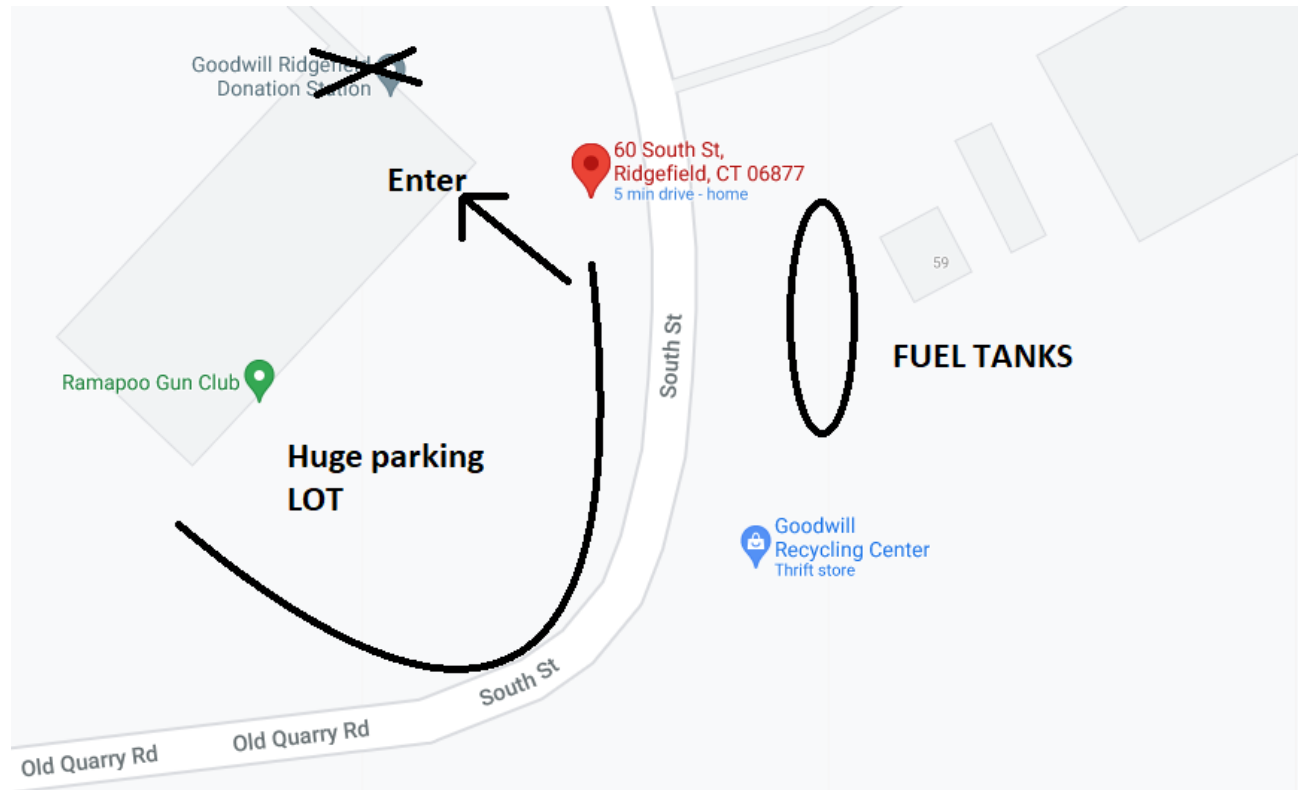 Goodwill Ridgefield
Donation Station
60 South St,
Ridgefield, CT 06877
5 min drive - home
Enter
59
South St
FUEL TANKS
Ramapoo Gun Club
Huge parking
LOT
Goodwill
Recycling Center
Thrift store
South St
Old Quarry Rd
Old Quarry Rd